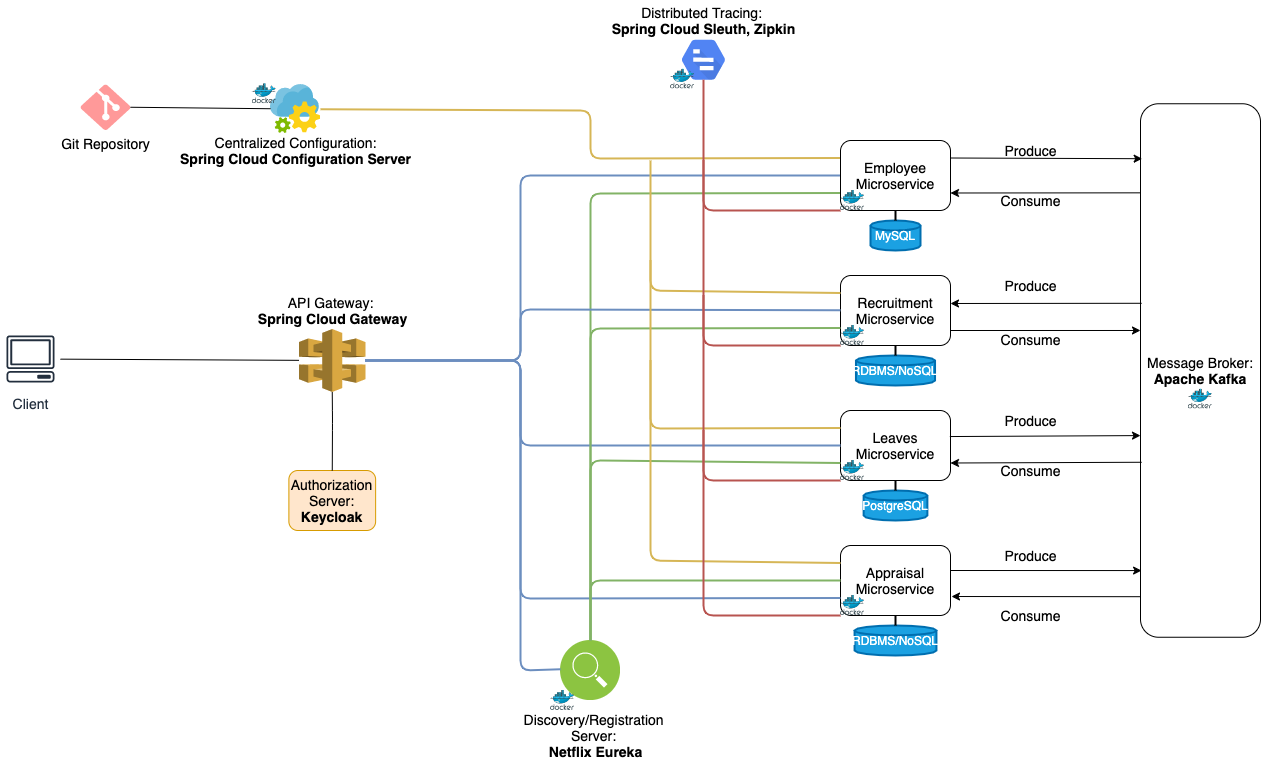 Distributed Tracing:
Spring Cloud Sleuth, Zipkin
docker
docker
Git Repository
Centralized Configuration:
Spring Cloud Configuration Server
Employee
Microservice
docker
MySQL
Produce
Consume
API Gateway:
Spring Cloud Gateway
Client
Authorization
Server:
Keycloak
Recruitment
Microservice
docker
RDBMS/NoSQL
Produce
Consume
Message Broker:
Apache Kafka
docker
Leaves
Microservice
docker
PostgreSQL
Produce
Consume
Appraisal
Microservice
docker
RDBMS/NoSQL
Produce
Consume
docker
Discovery/Registration
Server:
Netflix Eureka